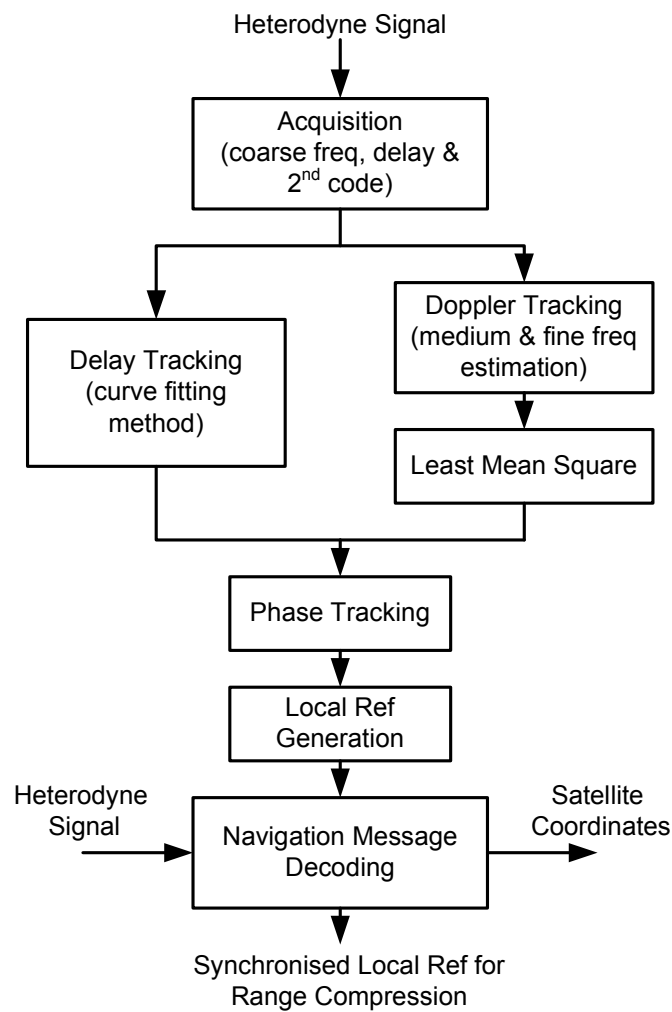 Heterodyne Signal
Acquisition
(coarse freq, delay &
2nd code)
Delay Tracking
(curve fitting
method)
Doppler Tracking
(medium & fine freq
estimation)
Least Mean Square
Phase Tracking
Local Ref
Generation
Heterodyne
Signal
Navigation Message
Decoding
Satellite
Coordinates
Synchronised Local Ref for
Range Compression